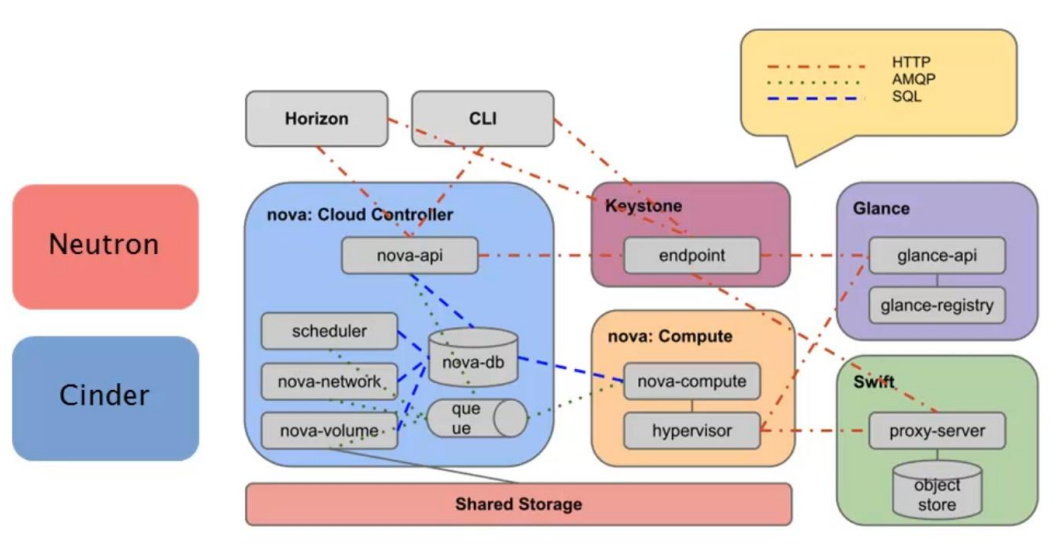 HTTP
AMQP
SQL
Horizon
CLI
Neutron
Cinder
nova: Cloud Controller
nova-api
scheduler
nova-network
nova-volume
nova-db
que
ue
Keystone
endpoint
nova: Compute
nova-compute
hypervisor
Glance
glance-api
glance-registry
Swift
proxy-server
object
store
Shared Storage